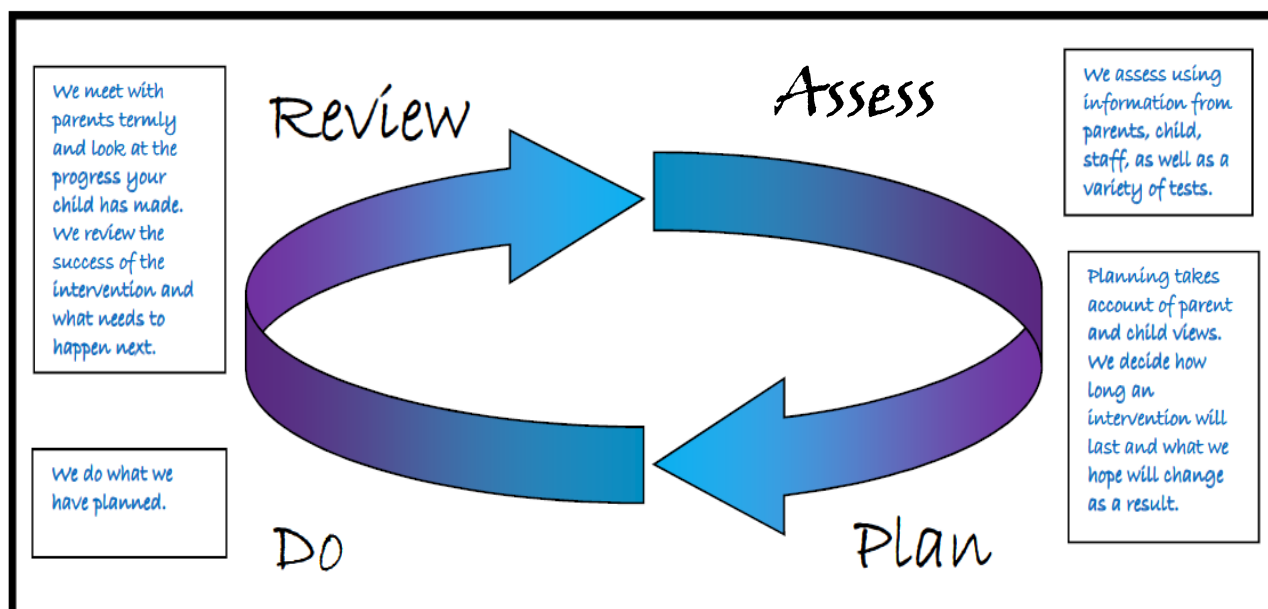 Review
Assess
We meet with
parents termly
and look at the
progress your
child has made.
We review the
success of the
intervention and
what needs to
happen next.
We assess using
information from
parents, child,
staff, as well as a
variety of tests.
Planning takes
account of parent
and child views.
We decide how
long an
intervention will
last and what we
hope will change
as a result.
We do what we
have planned.
Do
Plan